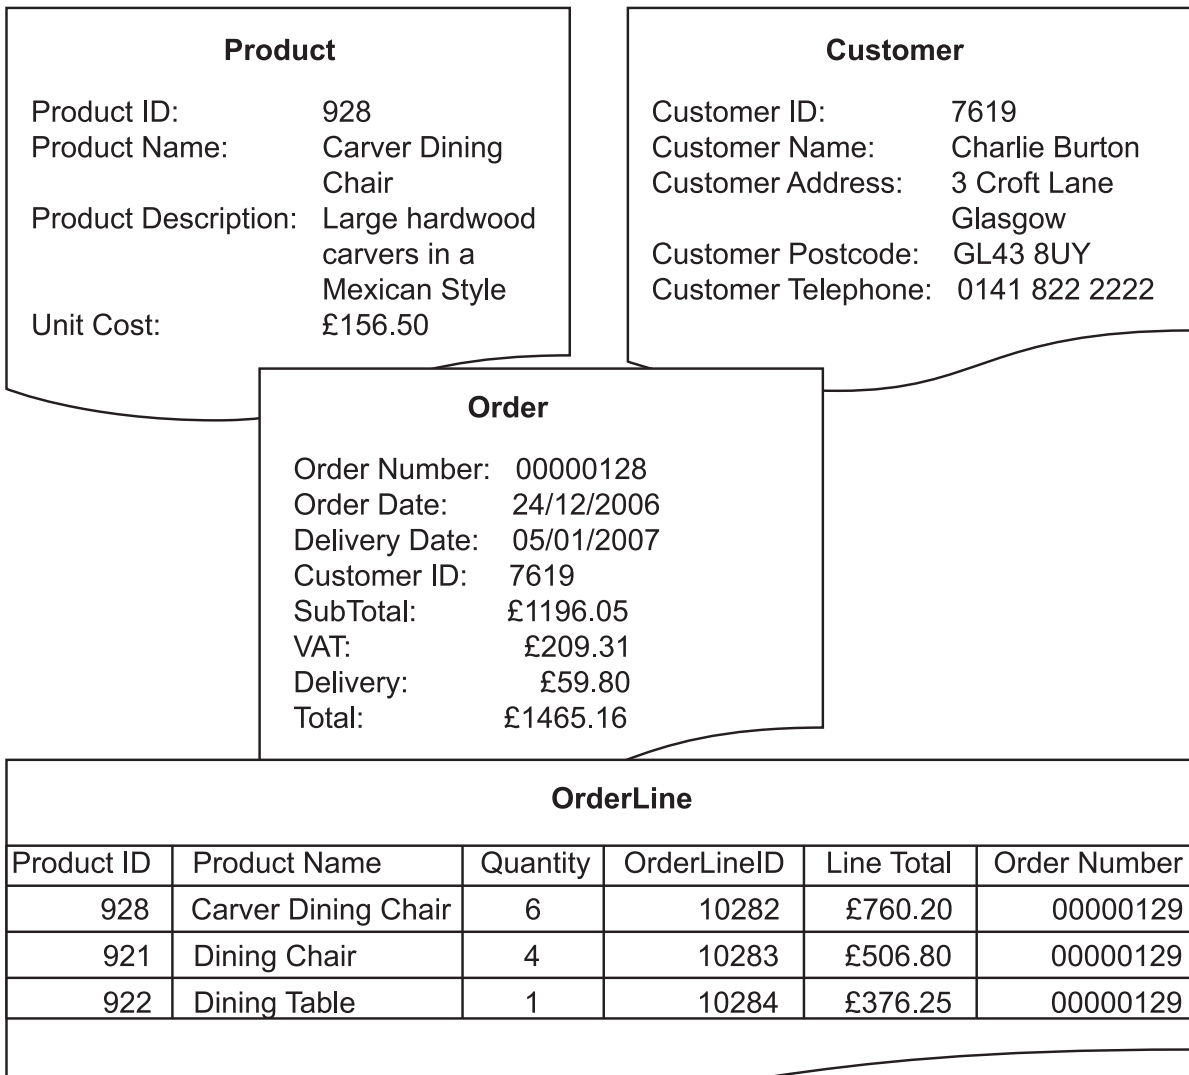 Product
Product ID: 928
Product Name: Carver Dining
Chair
Product Description: Large hardwood
carvers in a
Mexican Style
Unit Cost: £156.50
Customer
Customer ID: 7619
Customer Name: Charlie Burton
Customer Address: 3 Croft Lane
Glasgow
Customer Postcode: GL43 8UY
Customer Telephone: 0141 822 2222
Order
Order Number: 00000128
Order Date: 24/12/2006
Delivery Date: 05/01/2007
Customer ID: 7619
SubTotal: £1196.05
VAT: £209.31
Delivery: £59.80
Total: £1465.16
OrderLine
Product ID Product Name Quantity OrderLineID Line Total Order Number
928 Carver Dining Chair 6 10282 £760.20 00000129
921 Dining Chair 4 10283 £506.80 00000129
922 Dining Table 1 10284 £376.25 00000129